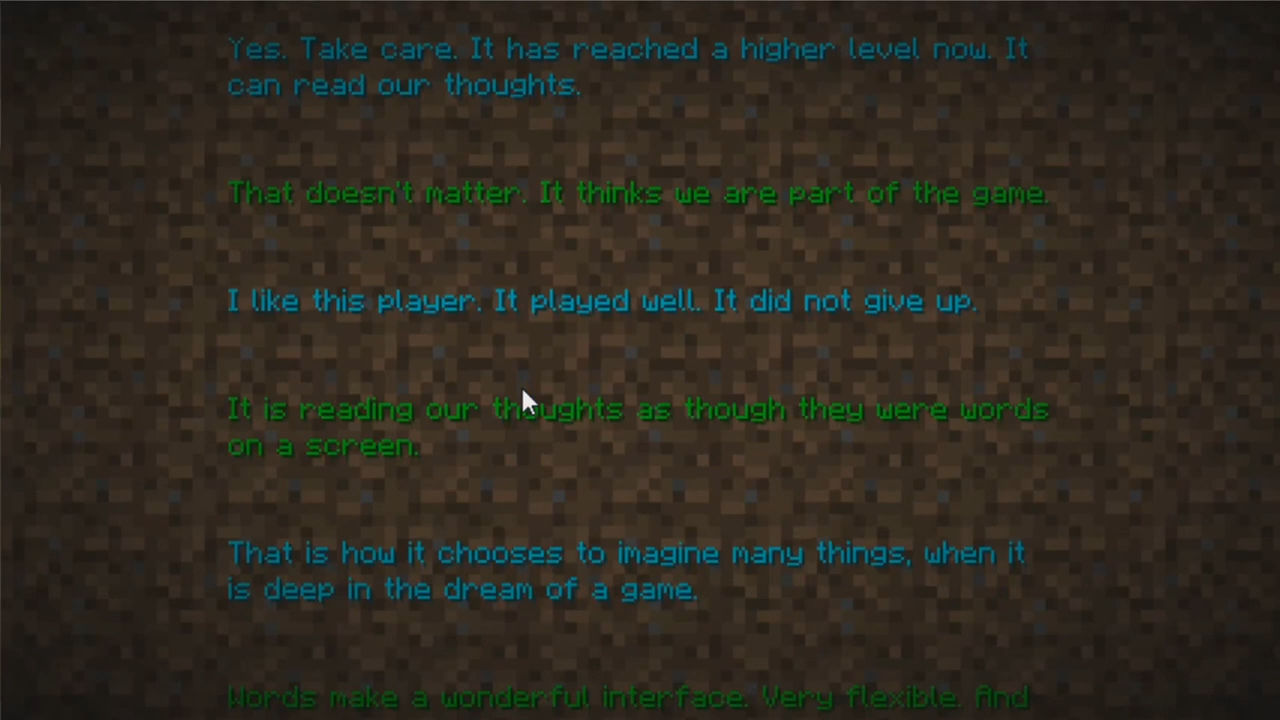 Yes. Take care. It has reached a higher level now. It
can read our thoughts.
That doesn't matter. It thinks we are part of the game.
I like this player. It played well. It did not give up.
It is reading our thoughts as though they were words
on a screen.
That is how it chooses to imagine many things, when it
is deep in the dream of a game.
Words make a wonderful interface. Very flexible. And